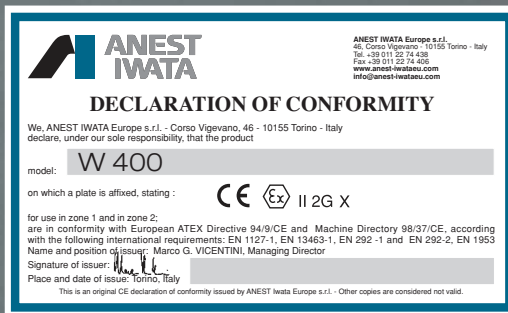 ANEST
IWATA
ANEST IWATA Europe s.r.l.
46, Corso Vigevano - 10155 Torino - Italy
Tel. +39 011 22 74 438
Fax +39 011 22 74 406
www.anest-iwataeu.com
info@anest-iwataeu.com
DECLARATION OF CONFORMITY
We, ANEST IWATA Europe s.r.l. - Corso Vigevano, 46 - 10155 Torino - Italy
declare, under our sole responsibility, that the product
model: W 400
on which a plate is affixed, stating : CE Ex II 2G X
for use in zone 1 and in zone 2;
are in conformity with European ATEX Directive 94/9/CE and Machine Directory 98/37/CE, according
with the following international requirements: EN 1127-1, EN 13463-1, EN 292 -1 and EN 292-2, EN 1953
Name and position of issuer: Marco G. VICENTINI, Managing Director
Signature of issuer:
Place and date of issue: Torino, Italy
This is an original CE declaration of conformity issued by ANEST Iwata Europe s.r.l. - Other copies are considered not valid.